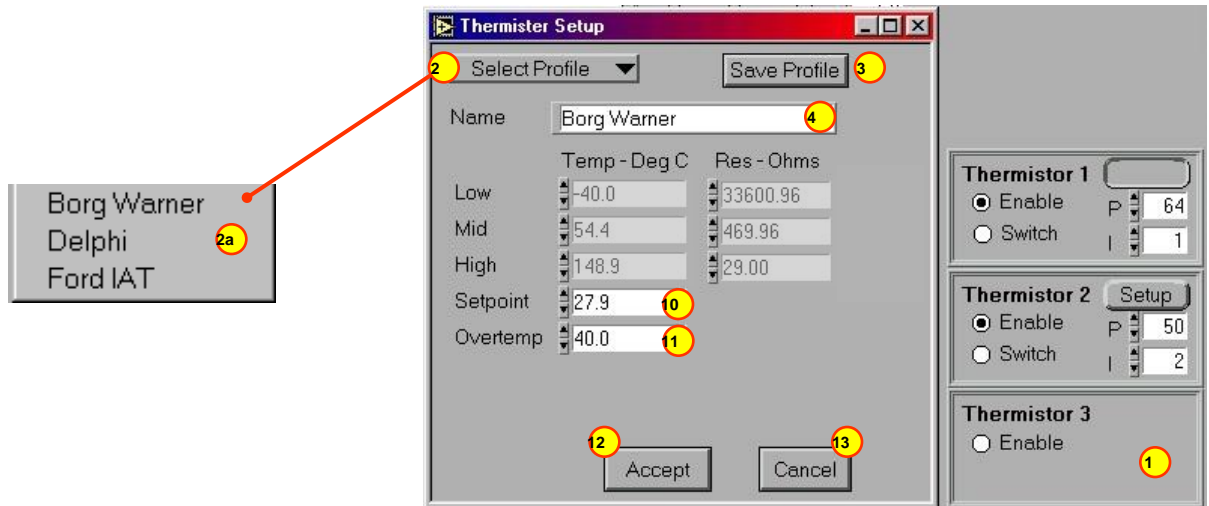 Thermister Setup
2 Select Profile
Save Profile 3
Name Borg Warner 4
Temp - Deg C Res - Ohms
Low -40.0 33600.96
Mid 54.4 469.96
High 148.9 29.00
Setpoint 27.9 10
Overtemp 40.0 11
12 Accept
13 Cancel
Borg Warner
Delphi 2a
Ford IAT
Thermistor 1
Enable P 64
Switch I 1
Thermistor 2 Setup
Enable P 50
Switch I 2
Thermistor 3
Enable
1